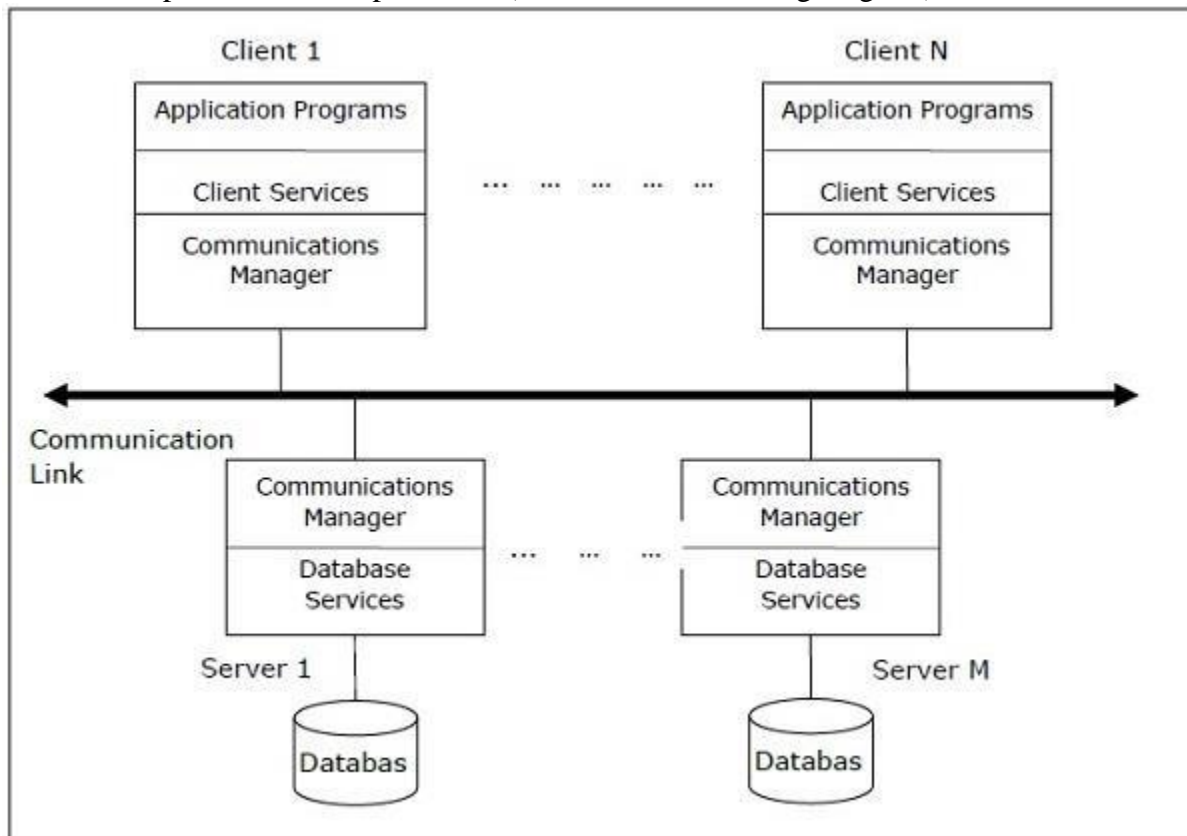 Client 1
Client N
Application Programs
Application Programs
Client Services
... ... ... ... ...
Client Services
Communications
Manager
Communications
Manager
Communication
Link
Communications
Manager
Communications
Manager
... ... ...
Database
Services
Database
Services
Server 1
Server M
Databas
Databas